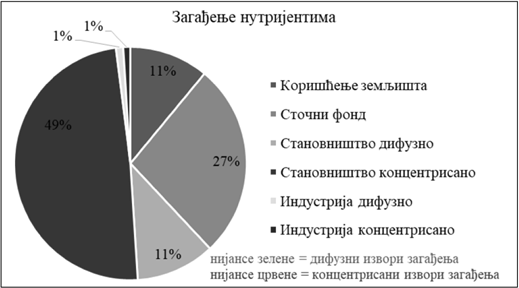 Загађење нутријентима
1%
1%
11%
49%
27%
11%
Коришћење земљишта
Сточни фонд
Становништво дифузно
Становништво концентрисано
Индустрија дифузно
Индустрија концентрисано
нијансе зелене = дифузни извори загађења
нијансе црвене = концентрисани извори загађења